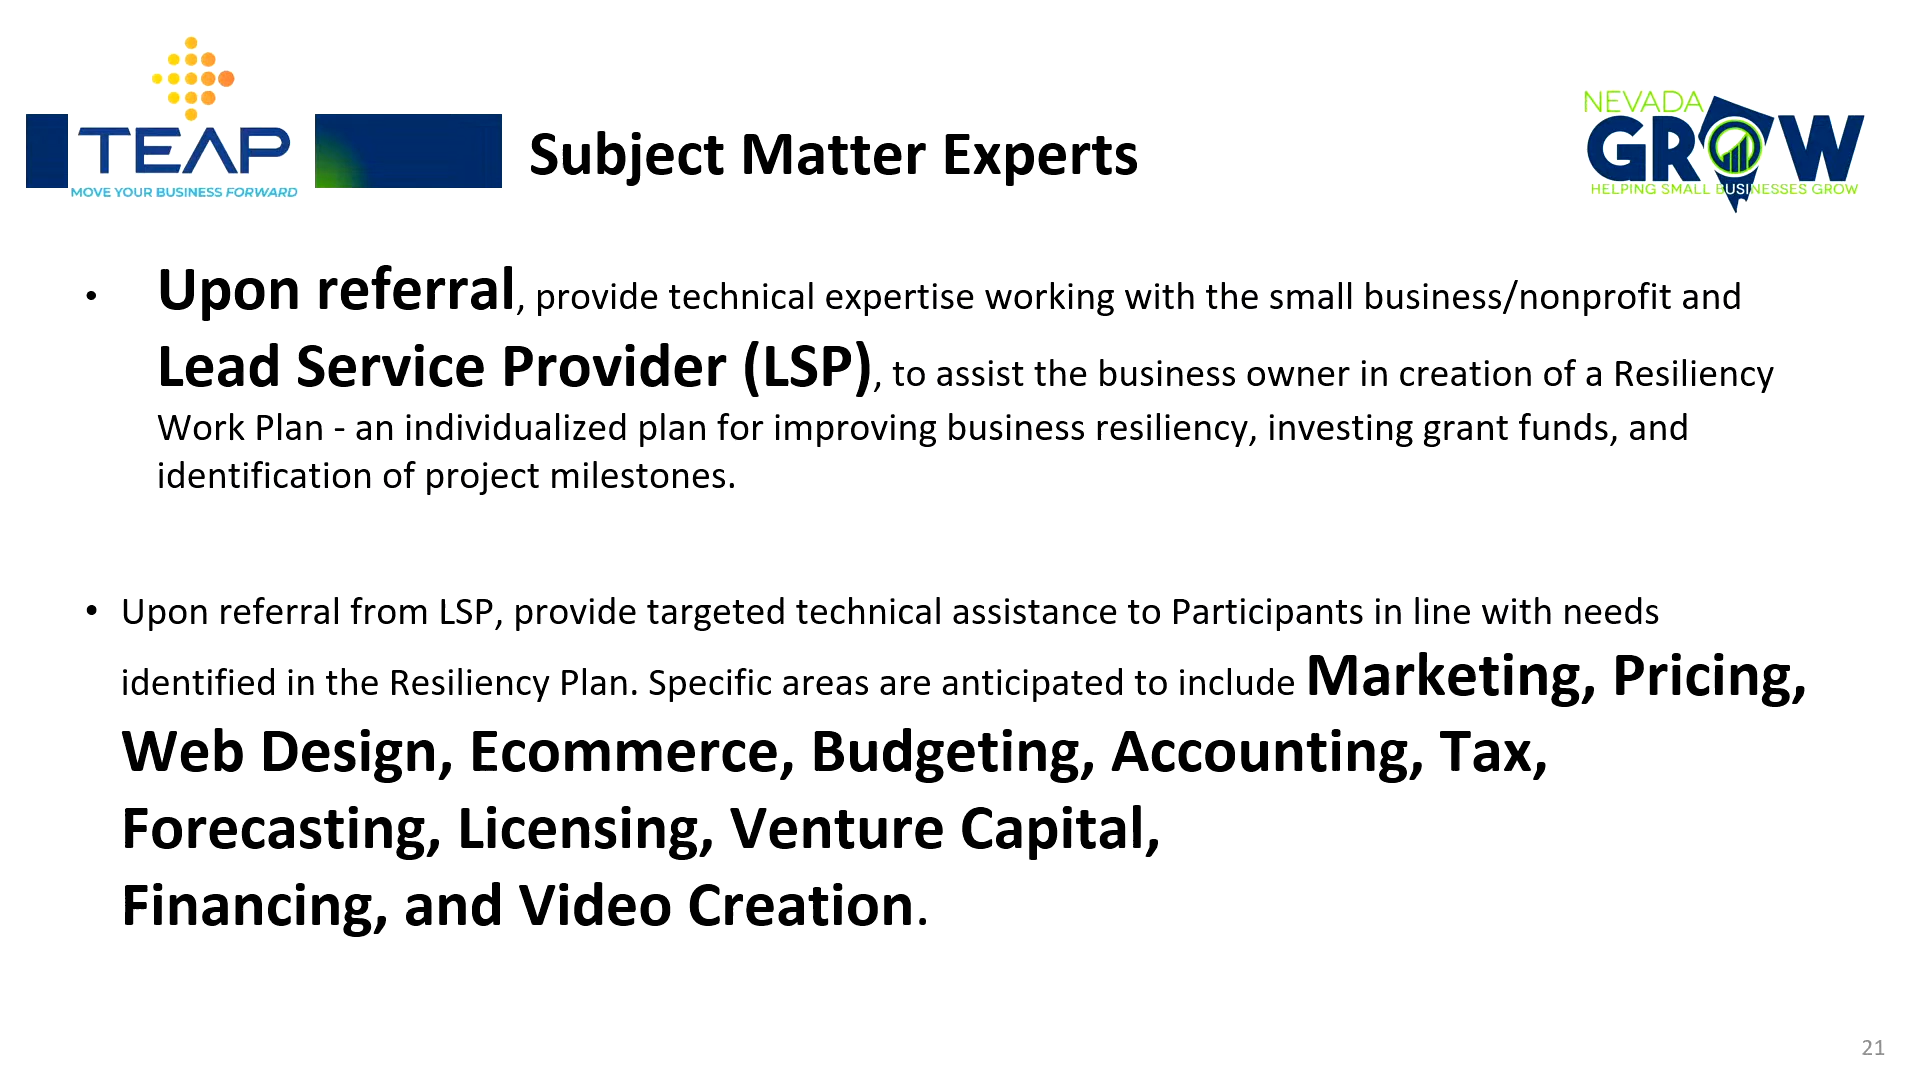 TEAP
MOVE YOUR BUSINESS FORWARD
Subject Matter Experts
NEVADA
GROW
HELPING SMALL BUSINESSES GROW
• Upon referral, provide technical expertise working with the small business/nonprofit and
Lead Service Provider (LSP), to assist the business owner in creation of a Resiliency
Work Plan - an individualized plan for improving business resiliency, investing grant funds, and
identification of project milestones.
• Upon referral from LSP, provide targeted technical assistance to Participants in line with needs
identified in the Resiliency Plan. Specific areas are anticipated to include Marketing, Pricing,
Web Design, Ecommerce, Budgeting, Accounting, Tax,
Forecasting, Licensing, Venture Capital,
Financing, and Video Creation.
21